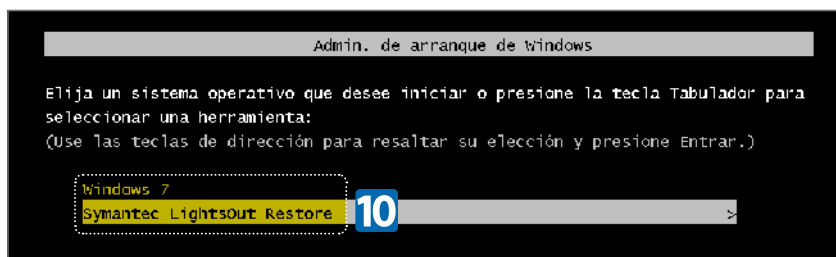 Admin. de arranque de Windows
Elija un sistema operativo que desee iniciar o presione la tecla Tabulador para
seleccionar una herramienta:
(Use las teclas de dirección para resaltar su elección y presione Entrar.)
Windows 7
Symantec LightsOut Restore 10 >